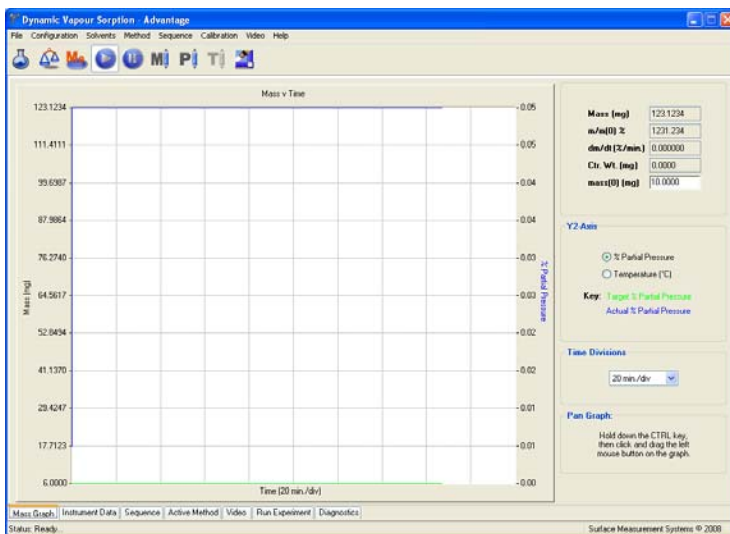 Dynamic Vapour Sorption - Advantage
File Configuration Solvents Method Sequence Calibration Video Help
M P T
Mass v Time
123.1234
111.4111
99.6987
87.9864
76.2740
64.5617
52.8494
41.1370
29.4247
17.7123
6.0000
Mass (mg)
0.05
0.05
0.04
0.04
0.03
0.03
0.02
0.02
0.01
0.01
0.00
% Partial Pressure
Time (20 min./div)
Mass (mg) 123.1234
m/m(0) % 1231.234
dm/dt (%/min.) 0.000000
Ctr. Wt. (mg) 0.0000
mass(0) (mg) 10.0000
Y2-Axis
% Partial Pressure
Temperature (°C)
Key: Target % Partial Pressure
Actual % Partial Pressure
Time Divisions
20 min./div
Pan Graph:
Hold down the CTRL key,
then click and drag the left
mouse button on the graph.
Mass Graph Instrument Data Sequence Active Method Video Run Experiment Diagnostics
Status: Ready...
Surface Measurement Systems © 2008